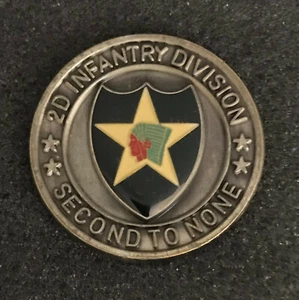 2D INFANTRY DIVISION
SECOND TO NONE